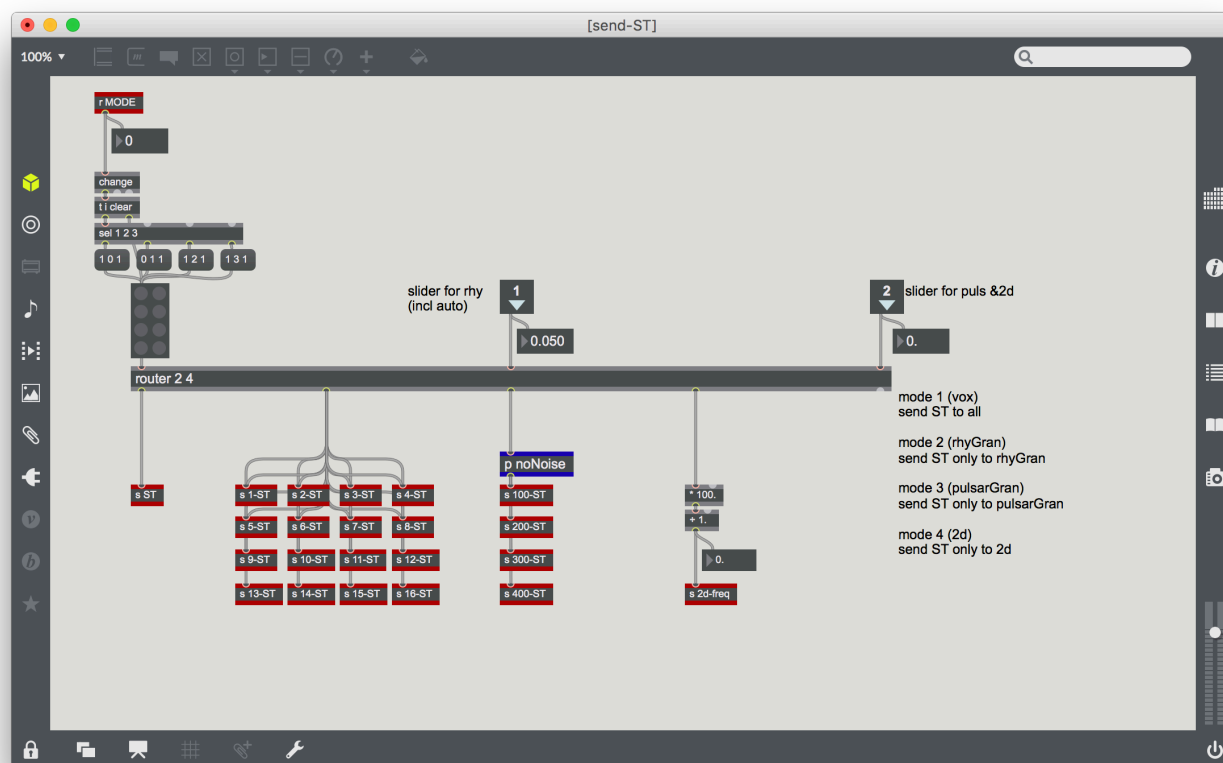 [send-ST]
100%
r MODE
0
change
t i clear
sel 1 2 3
1 0 1
0 1 1
1 2 1
1 3 1
slider for rhy
(incl auto)
1
0.050
2
slider for puls &2d
0.
router 2 4
mode 1 (vox)
send ST to all
mode 2 (rhyGran)
send ST only to rhyGran
mode 3 (pulsarGran)
send ST only to pulsarGran
mode 4 (2d)
send ST only to 2d
p noNoise
s ST
s 1-ST
s 2-ST
s 3-ST
s 4-ST
s 100-ST
* 100.
s 5-ST
s 6-ST
s 7-ST
s 8-ST
s 200-ST
+ 1.
s 9-ST
s 10-ST
s 11-ST
s 12-ST
s 300-ST
0.
s 13-ST
s 14-ST
s 15-ST
s 16-ST
s 400-ST
s 2d-freq